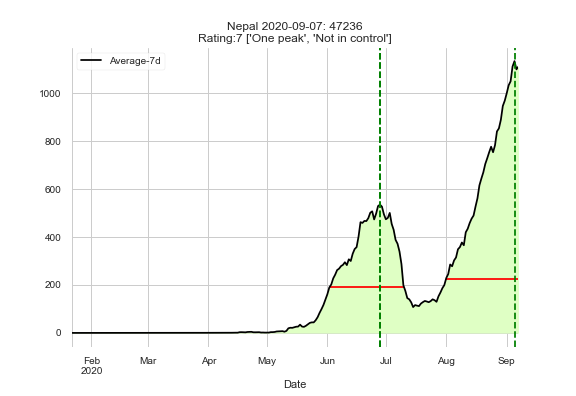 Nepal 2020-09-07: 47236
Rating:7 ['One peak', 'Not in control']
Average-7d
1000
800
600
400
200
0
Feb Mar Apr May Jun Jul Aug Sep
2020
Date